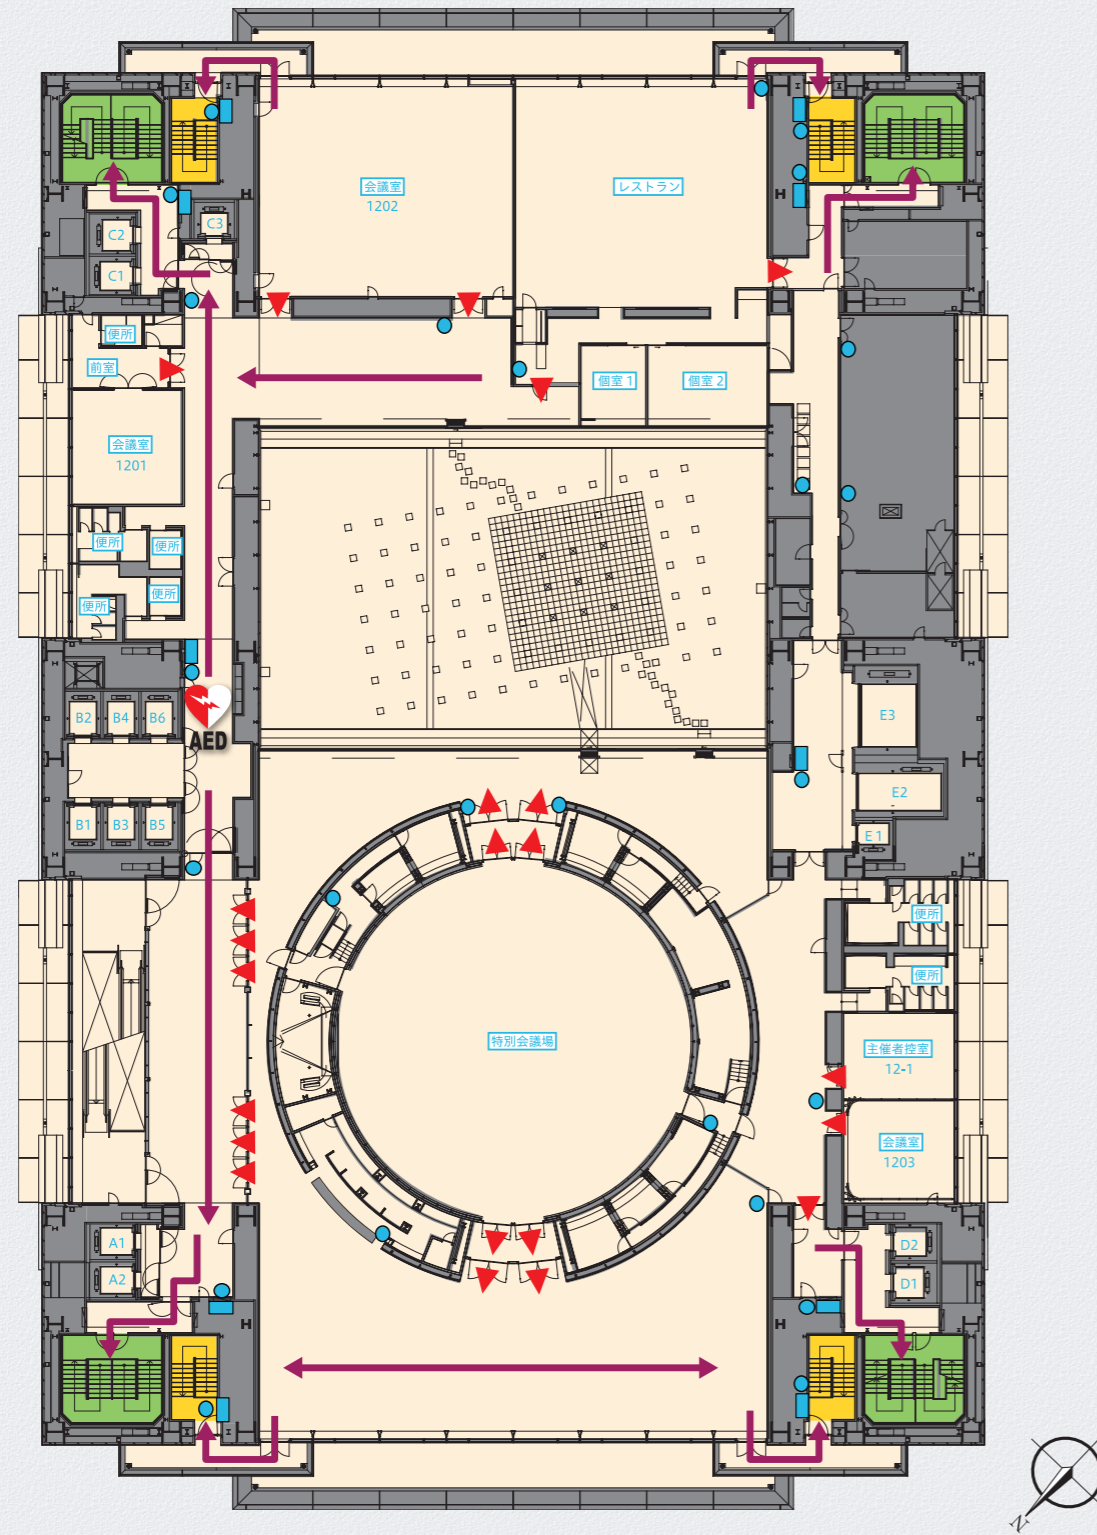 会議室
1202
レストラン
C3
C2
C1
便所
前室
個室 1
個室 2
会議室
1201
便所
便所
便所
便所
B2
B4
B6
AED
E3
E2
E1
B1
B3
B5
便所
便所
特別会議場
主催者控室
12-1
会議室
1203
A1
A2
D2
D1
N